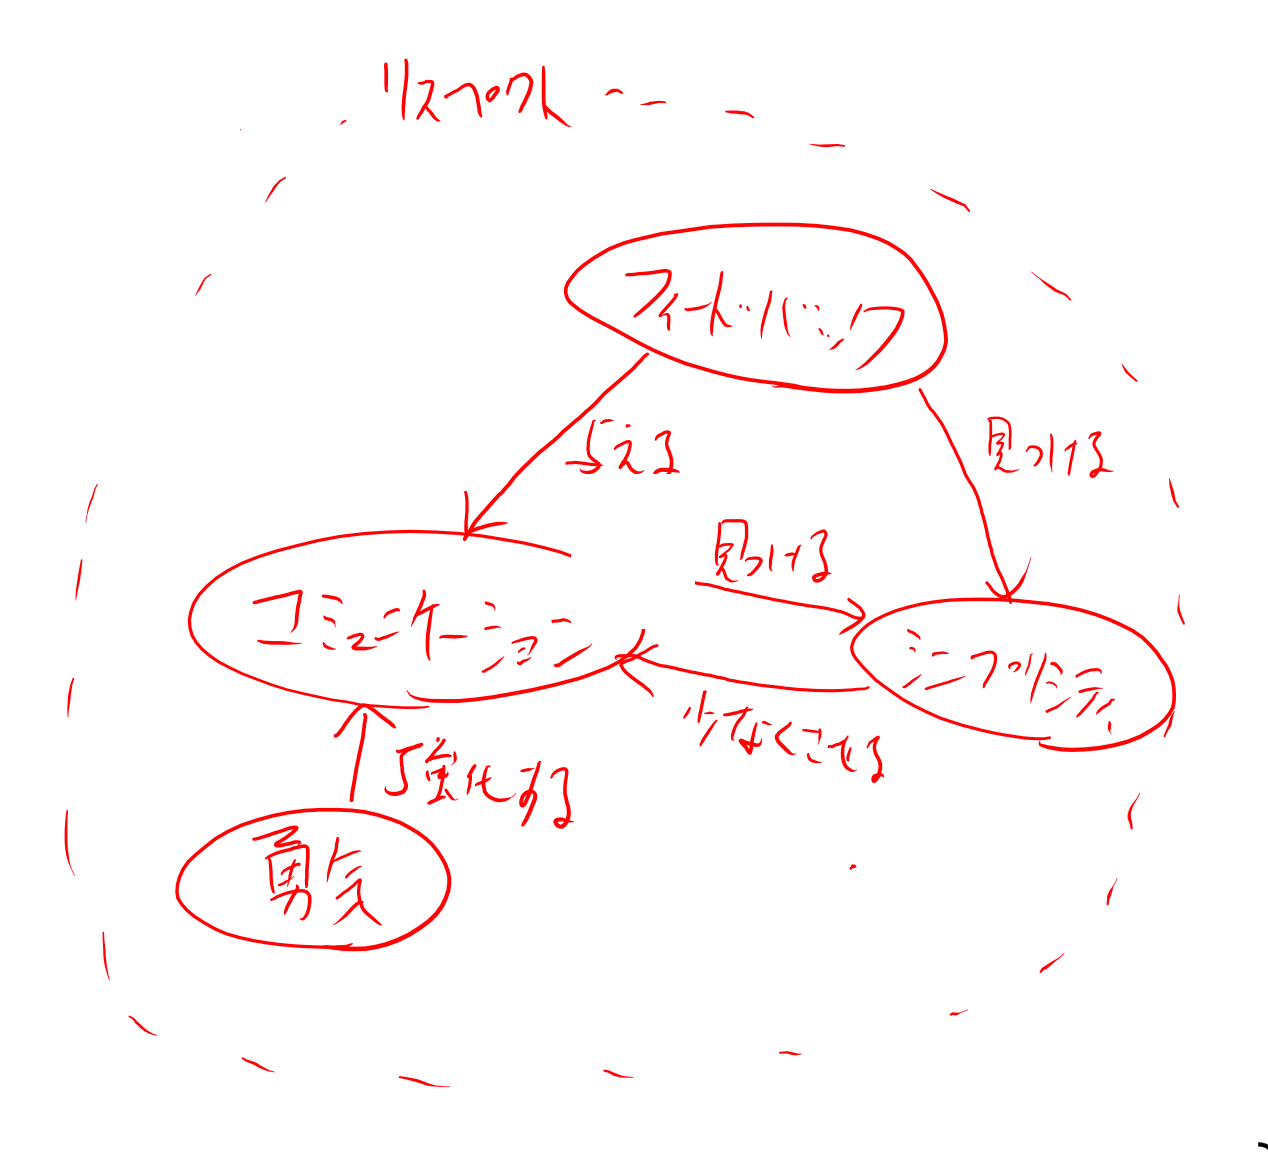 リスペクト
フィードバック
与える
見つける
見つける
コミュニケーション
シンプリシティ
少なくさせる
強化する
勇気